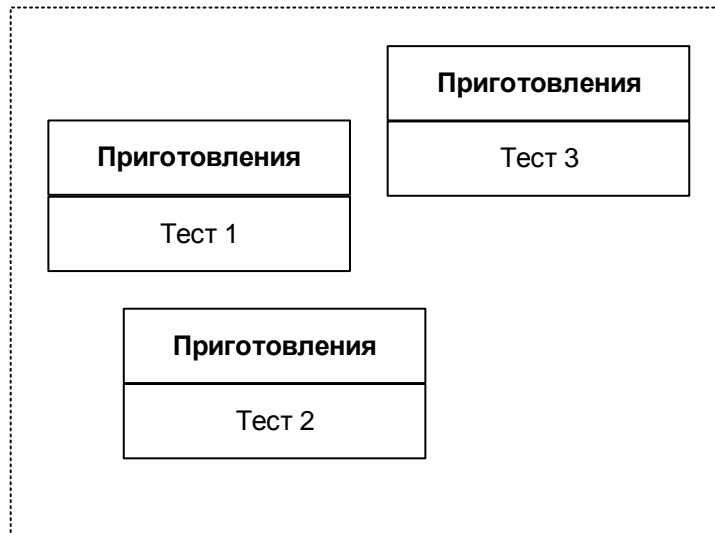 Приготовления
Тест 3
Приготовления
Тест 1
Приготовления
Тест 2